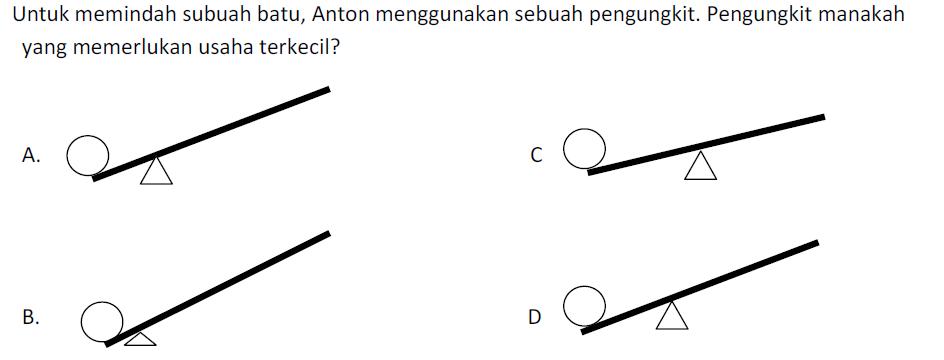 Untuk memindah subuah batu, Anton menggunakan sebuah pengungkit. Pengungkit manakah
yang memerlukan usaha terkecil?
A.
C
B.
D